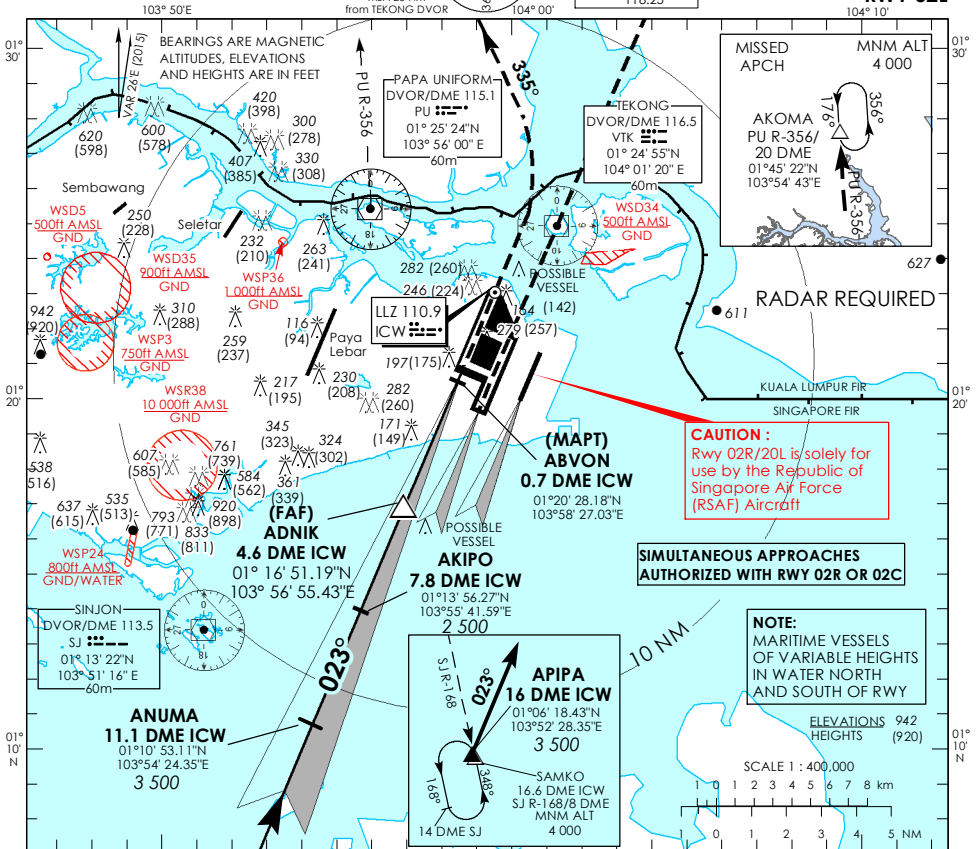 103° 50' E
from TEKONG DVOR
104° 00'
104° 10'
01°
30'
01°
30'
VAR 26'E (2015)
BEARINGS ARE MAGNETIC
ALTITUDES, ELEVATIONS
AND HEIGHTS ARE IN FEET
PU R-356
PAPA UNIFORM
DVOR/DME 115.1
PU
01° 25' 24"N
103° 56' 00" E
60m
335°
TEKONG
DVOR/DME 116.5
VTK
01° 24' 55"N
104° 01' 20" E
60m
MISSED
APCH
MNM ALT
4 000
176°
356°
AKOMA
PU R-356/
20 DME
01°45' 22"N
103°54' 43"E
PU R-356
620
(598)
600
(578)
420
(398)
300
(278)
407
(385)
330
(308)
Sembawang
250
(228)
Seletar
232
(210)
263
(241)
WSD5
500ft AMSL
GND
WSD35
900ft AMSL
GND
WSP36
1 000ft AMSL
GND
WSD34
500ft AMSL
GND
282 (260)
246 (224)
POSSIBLE
VESSEL
164
(142)
279 (257)
627
611
RADAR REQUIRED
LLZ 110.9
ICW
942
(920)
310
(288)
259
(237)
116
(94)
Paya
Lebar
197(175)
WSP3
750ft AMSL
GND
217
(195)
230
(208)
282
(260)
171
(149)
WSR38
10 000ft AMSL
GND
KUALA LUMPUR FIR
SINGAPORE FIR
01°
20'
01°
20'
CAUTION :
Rwy 02R/20L is solely for
use by the Republic of
Singapore Air Force
(RSAF) Aircraft
(MAPT)
ABVON
0.7 DME ICW
01°20' 28.18"N
103°58' 27.03"E
538
(516)
607
(585)
761
(739)
345
(323)
324
(302)
584
(562)
361
(339)
637
(615)
535
(513)
793
(771)
920
(898)
833
(811)
WSP24
800ft AMSL
GND/WATER
(FAF)
ADNIK
4.6 DME ICW
01° 16' 51.19"N
103° 56' 55.43"E
POSSIBLE
VESSEL
AKIPO
7.8 DME ICW
01°13' 56.27"N
103°55' 41.59"E
2 500
SIMULTANEOUS APPROACHES
AUTHORIZED WITH RWY 02R OR 02C
SINJON
DVOR/DME 113.5
SJ
01° 13' 22"N
103° 51' 16" E
60m
023°
10 NM
NOTE:
MARITIME VESSELS
OF VARIABLE HEIGHTS
IN WATER NORTH
AND SOUTH OF RWY
ANUMA
11.1 DME ICW
01°10' 53.11"N
103°54' 24.35"E
3 500
SJ R-168
023°
APIPA
16 DME ICW
01°06' 18.43"N
103°52' 28.35"E
3 500
168°
348°
SAMKO
16.6 DME ICW
SJ R-168/8 DME
MNM ALT
4 000
14 DME SJ
ELEVATIONS 942
HEIGHTS (920)
01°
10'
N
01°
10'
N
SCALE 1 : 400,000
1 0 1 2 3 4 5 6 7 8 km
1 0 1 2 3 4 5 NM